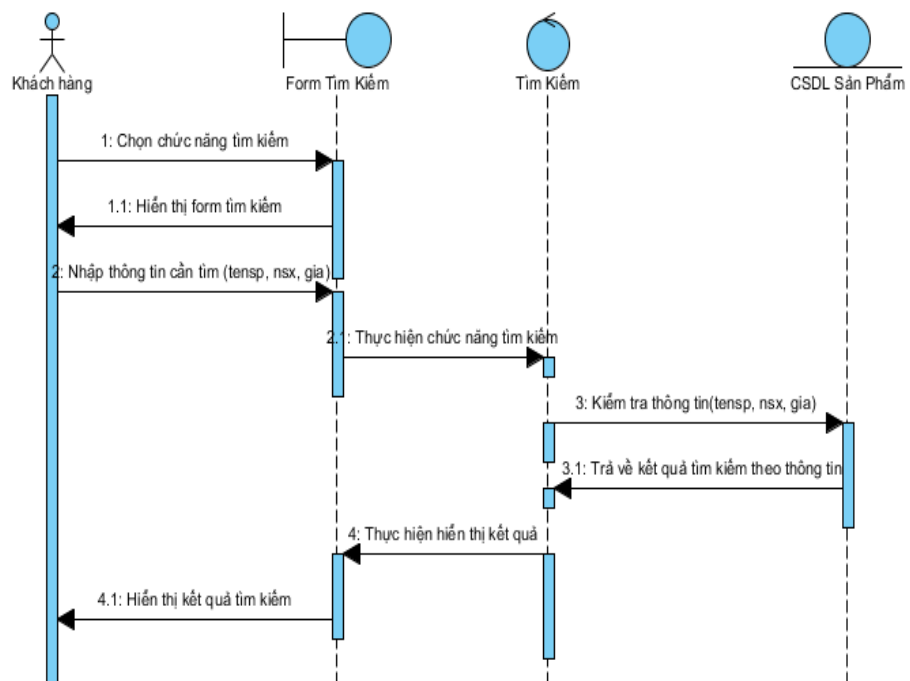 Khách hàng
Form Tìm Kiếm
Tìm Kiếm
CSDL Sản Phẩm
1: Chọn chức năng tìm kiếm
1.1: Hiển thị form tìm kiếm
2: Nhập thông tin cần tìm (tensp, nsx, gia)
2.1: Thực hiện chức năng tìm kiếm
3: Kiểm tra thông tin(tensp, nsx, gia)
3.1: Trả về kết quả tìm kiếm theo thông tin
4: Thực hiện hiển thị kết quả
4.1: Hiển thị kết quả tìm kiếm